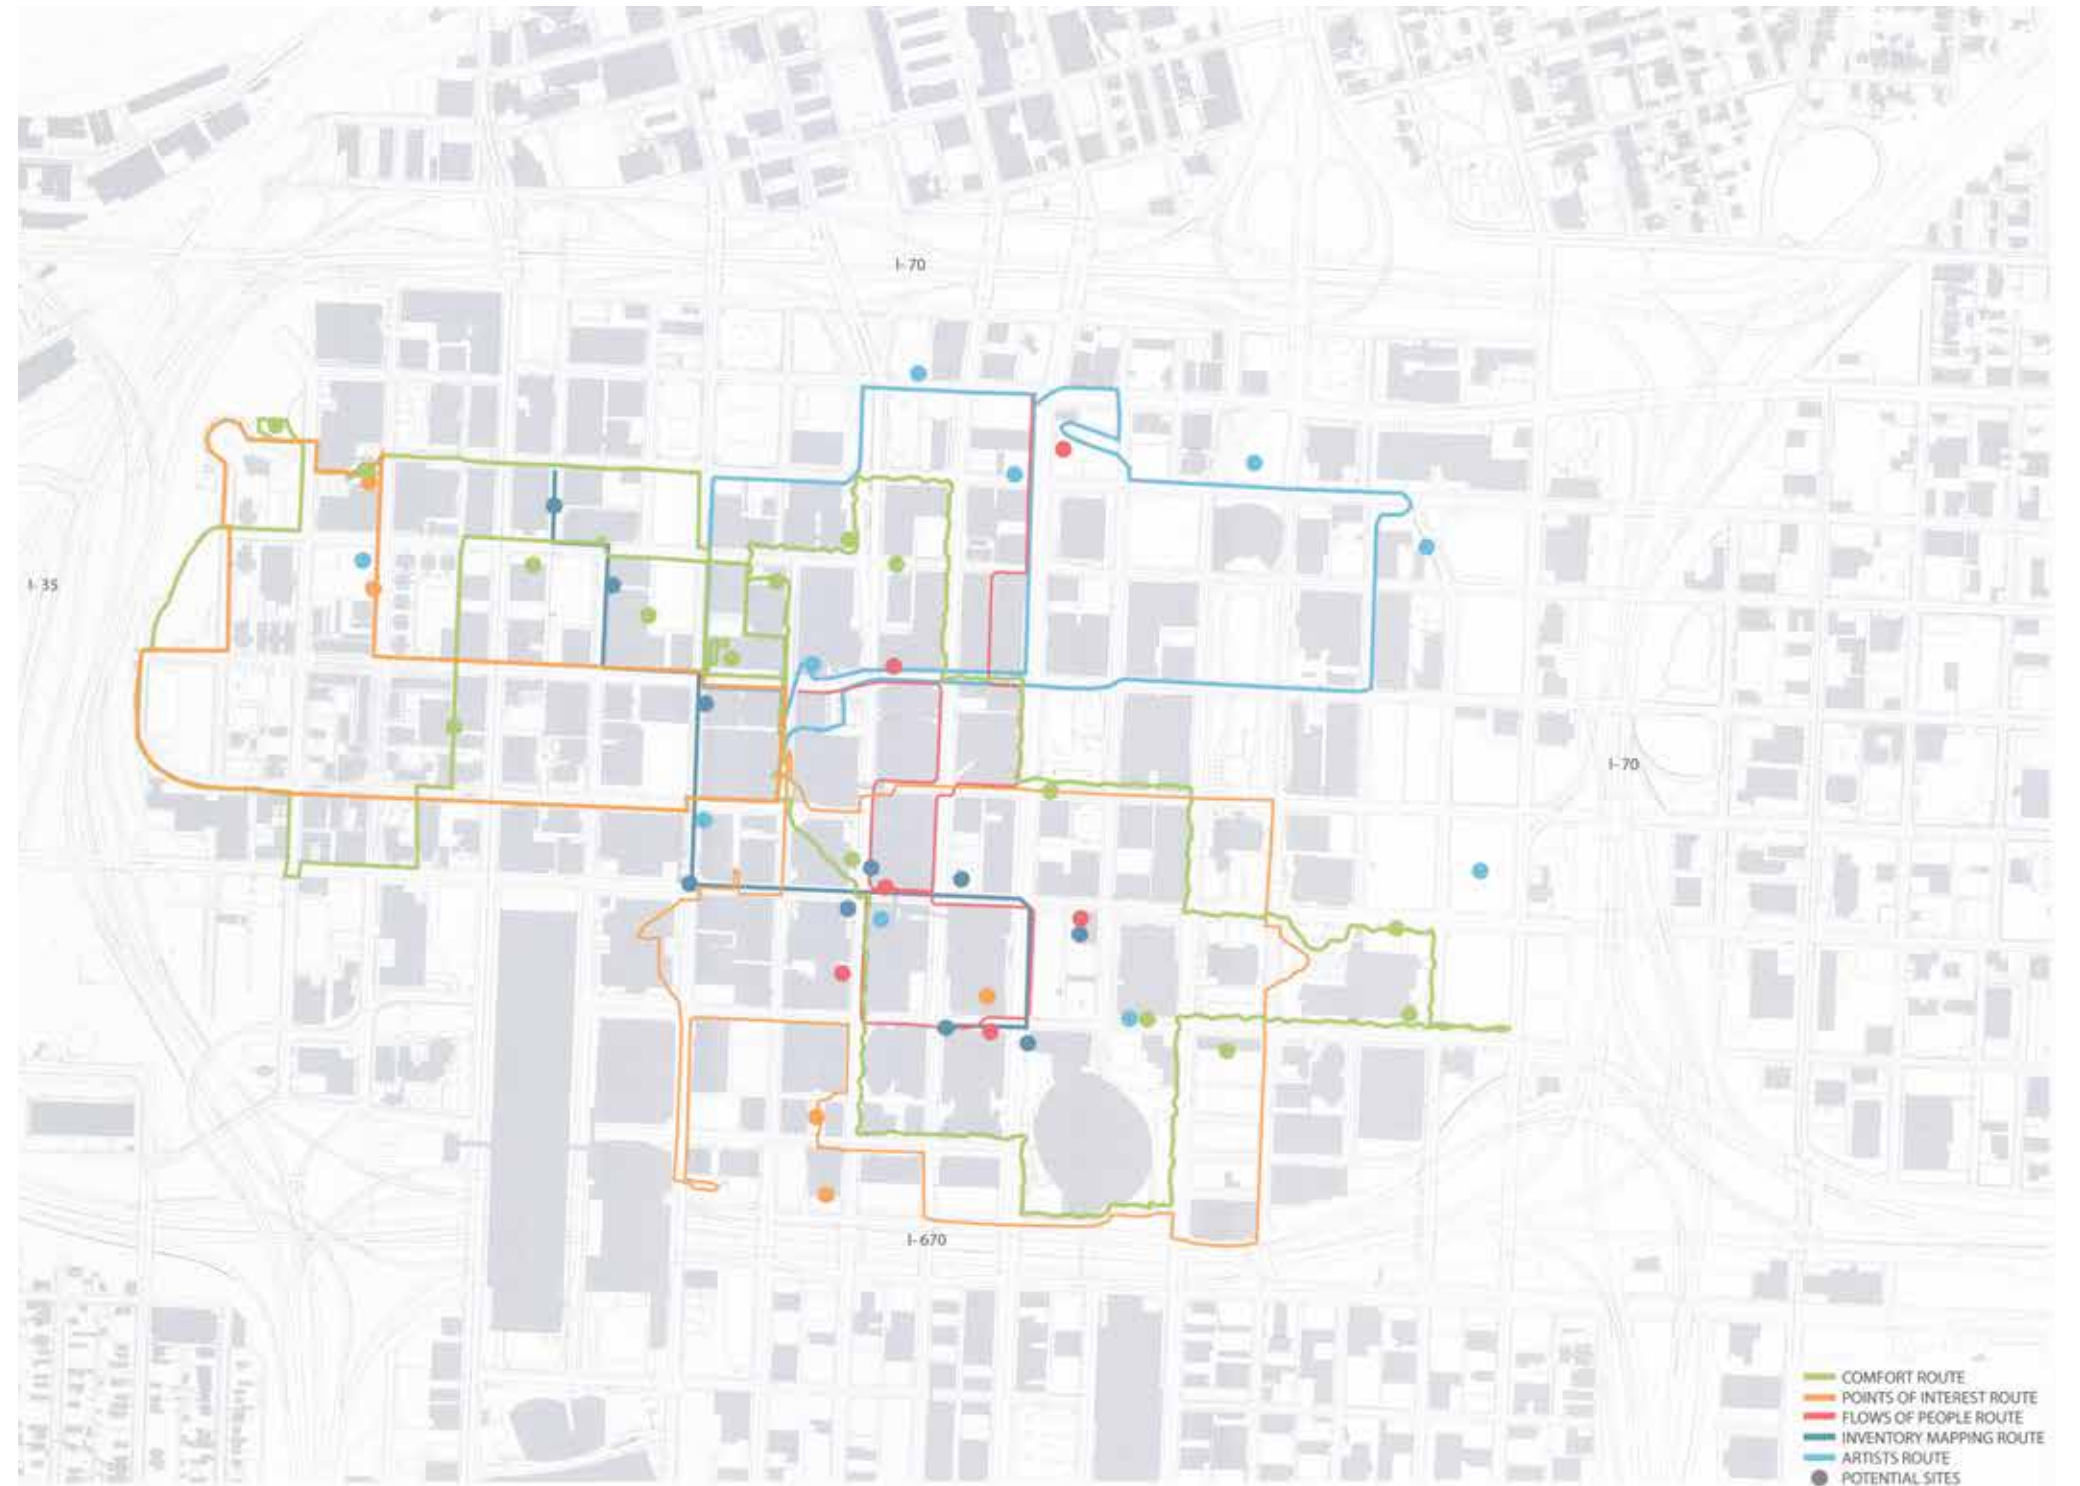 I-70
I-35
I-70
I-670
COMFORT ROUTE
POINTS OF INTEREST ROUTE
FLOWS OF PEOPLE ROUTE
INVENTORY MAPPING ROUTE
ARTISTS ROUTE
POTENTIAL SITES